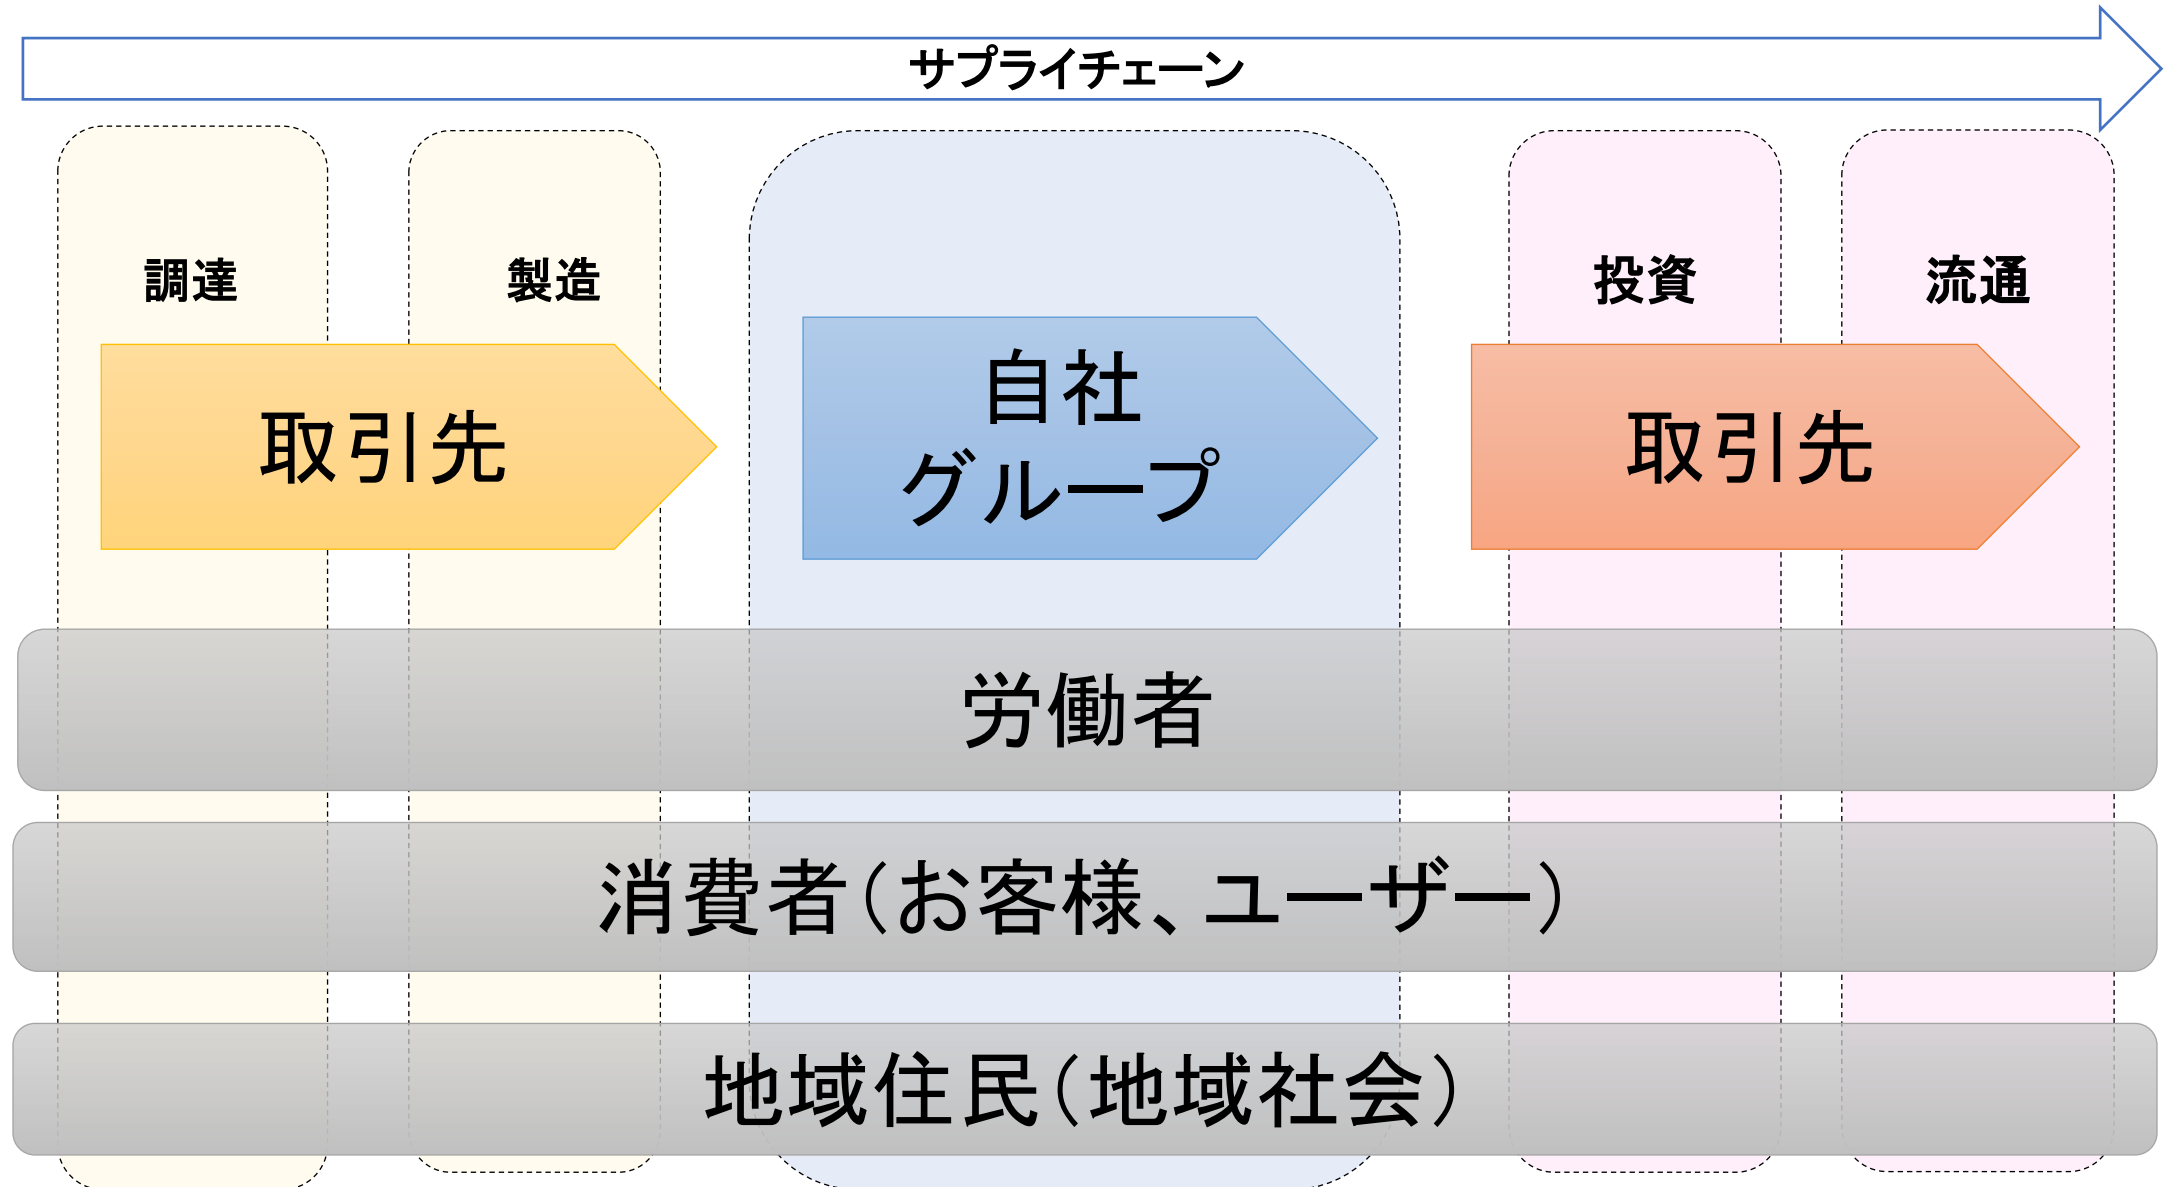 サプライチェーン
調達
製造
投資
流通
取引先
自社
グループ
取引先
労働者
消費者(お客様、ユーザー)
地域住民(地域社会)